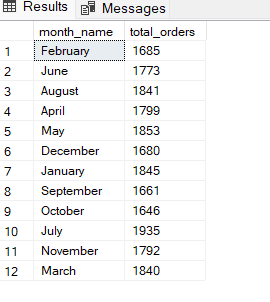 Results Messages
month_name total_orders
1 February 1685
2 June 1773
3 August 1841
4 April 1799
5 May 1853
6 December 1680
7 January 1845
8 September 1661
9 October 1646
10 July 1935
11 November 1792
12 March 1840